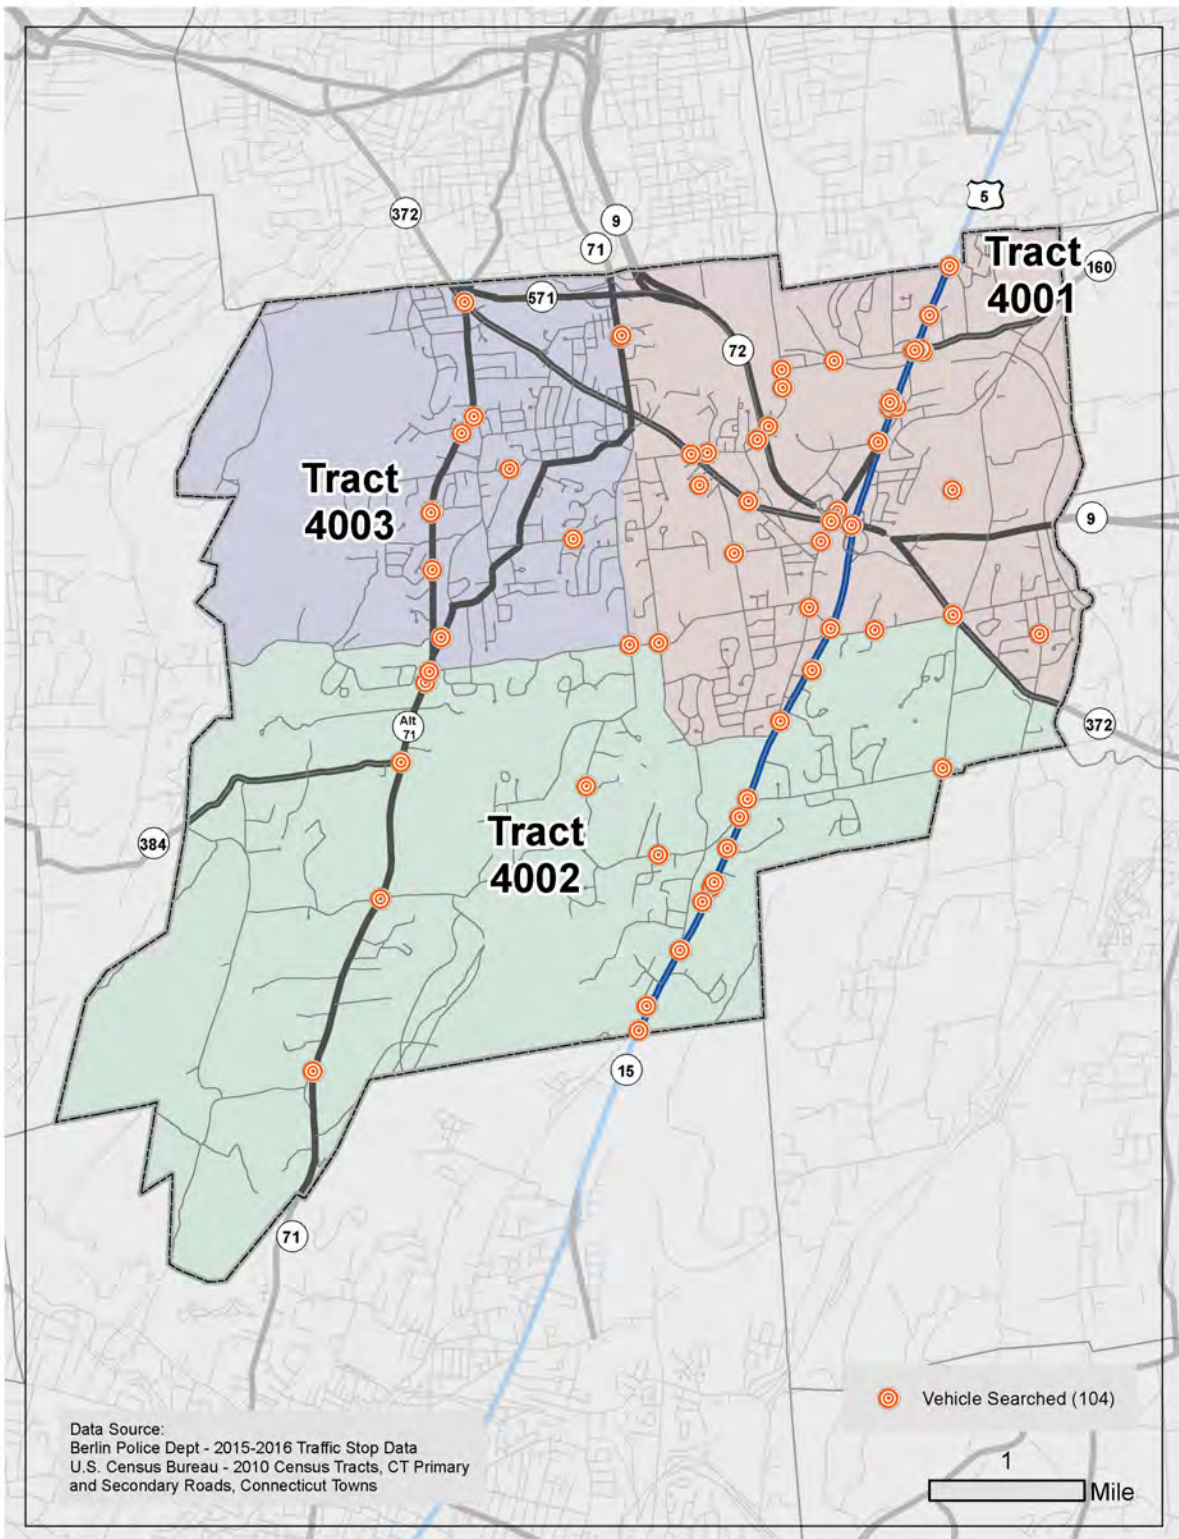 5
372
9
71
Tract
4001
160
571
72
Tract
4003
9
Alt
71
372
384
Tract
4002
15
71
Vehicle Searched (104)
Data Source:
Berlin Police Dept - 2015-2016 Traffic Stop Data
U.S. Census Bureau - 2010 Census Tracts, CT Primary
and Secondary Roads, Connecticut Towns
1
Mile